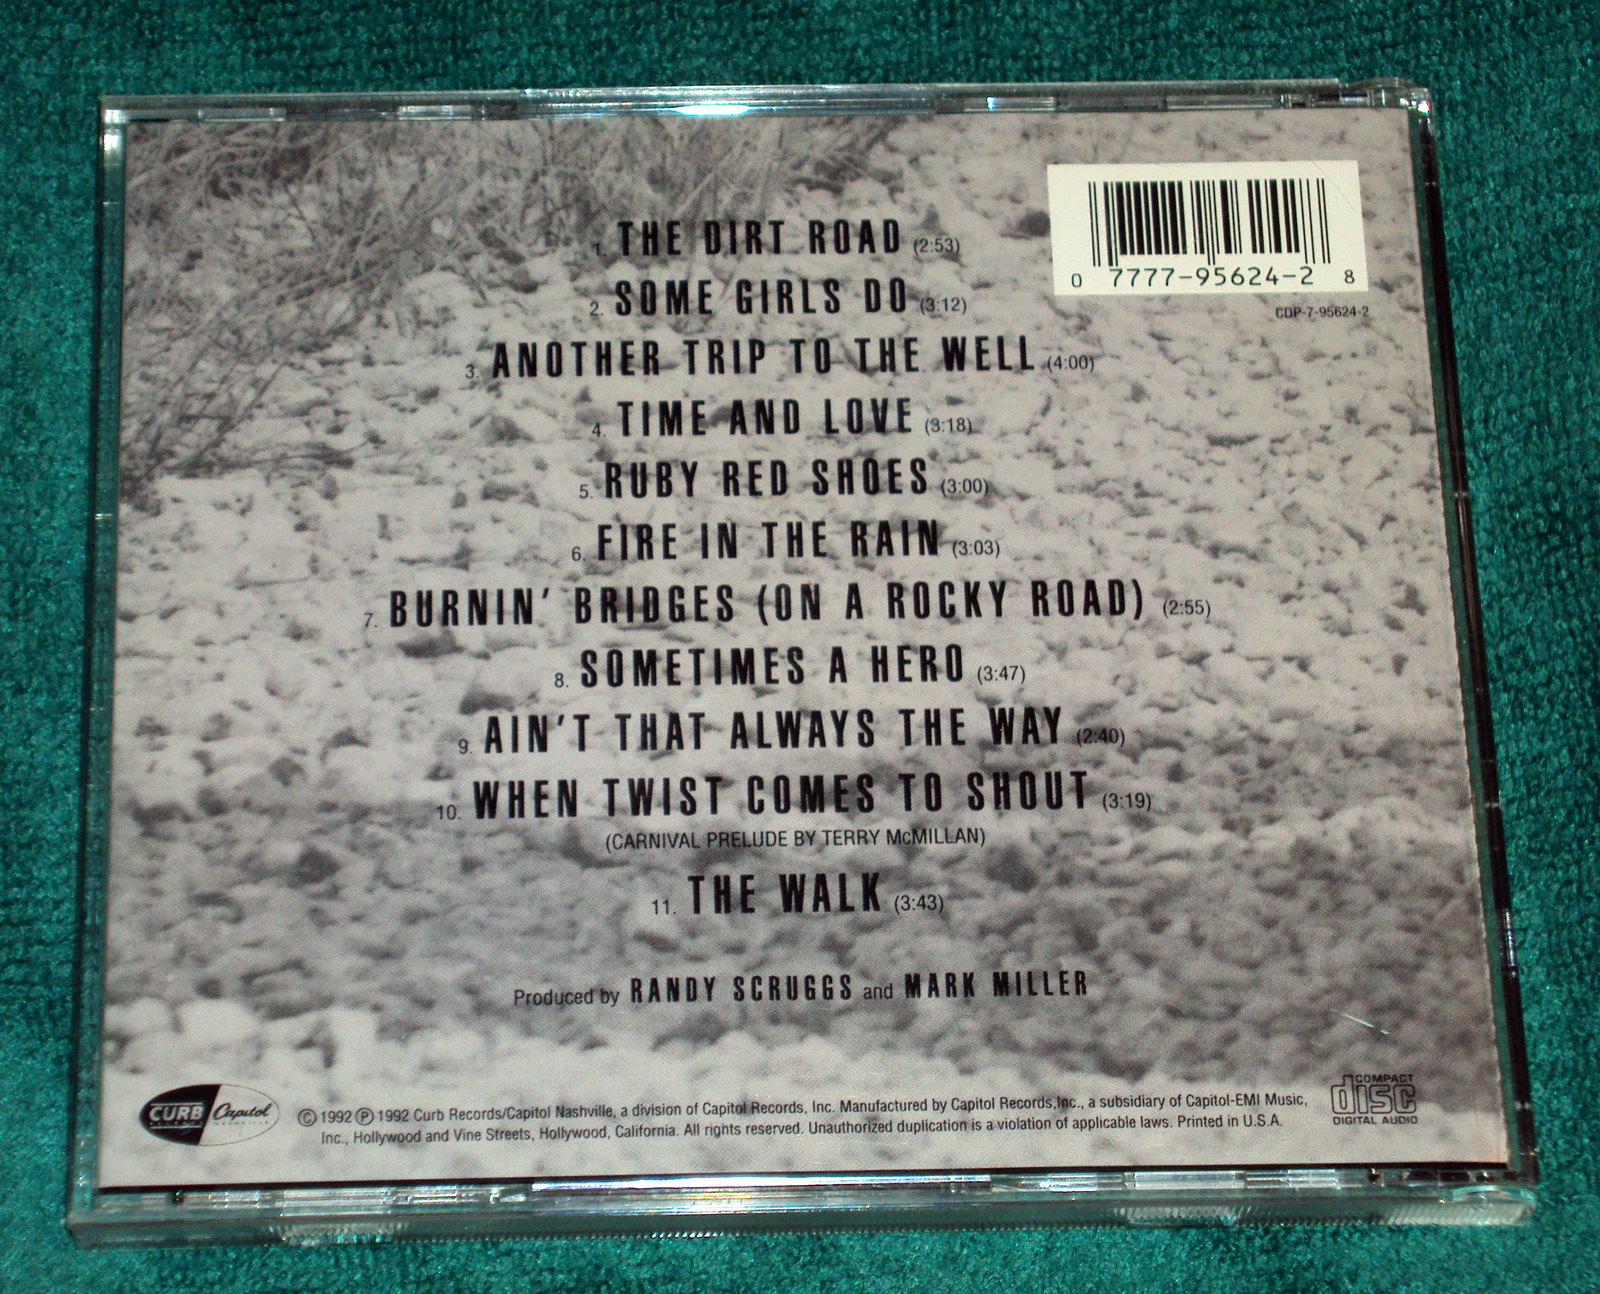 0 7777-95624-2 8
CDP-7-95624-2
1. THE DIRT ROAD (2:53)
2. SOME GIRLS DO (3:12)
3. ANOTHER TRIP TO THE WELL (4:00)
4. TIME AND LOVE (3:18)
5. RUBY RED SHOES (3:00)
6. FIRE IN THE RAIN (3:03)
7. BURNIN' BRIDGES (ON A ROCKY ROAD) (2:55)
8. SOMETIMES A HERO (3:47)
9. AIN'T THAT ALWAYS THE WAY (2:40)
10. WHEN TWIST COMES TO SHOUT (3:19)
(CARNIVAL PRELUDE BY TERRY McMILLAN)
11. THE WALK (3:43)
Produced by RANDY SCRUGGS and MARK MILLER
CURB Capitol
© 1992 ℗ 1992 Curb Records/Capitol Nashville, a division of Capitol Records, Inc. Manufactured by Capitol Records,Inc., a subsidiary of Capitol-EMI Music,
Inc., Hollywood and Vine Streets, Hollywood, California. All rights reserved. Unauthorized duplication is a violation of applicable laws. Printed in U.S.A.
COMPACT
disc
DIGITAL AUDIO